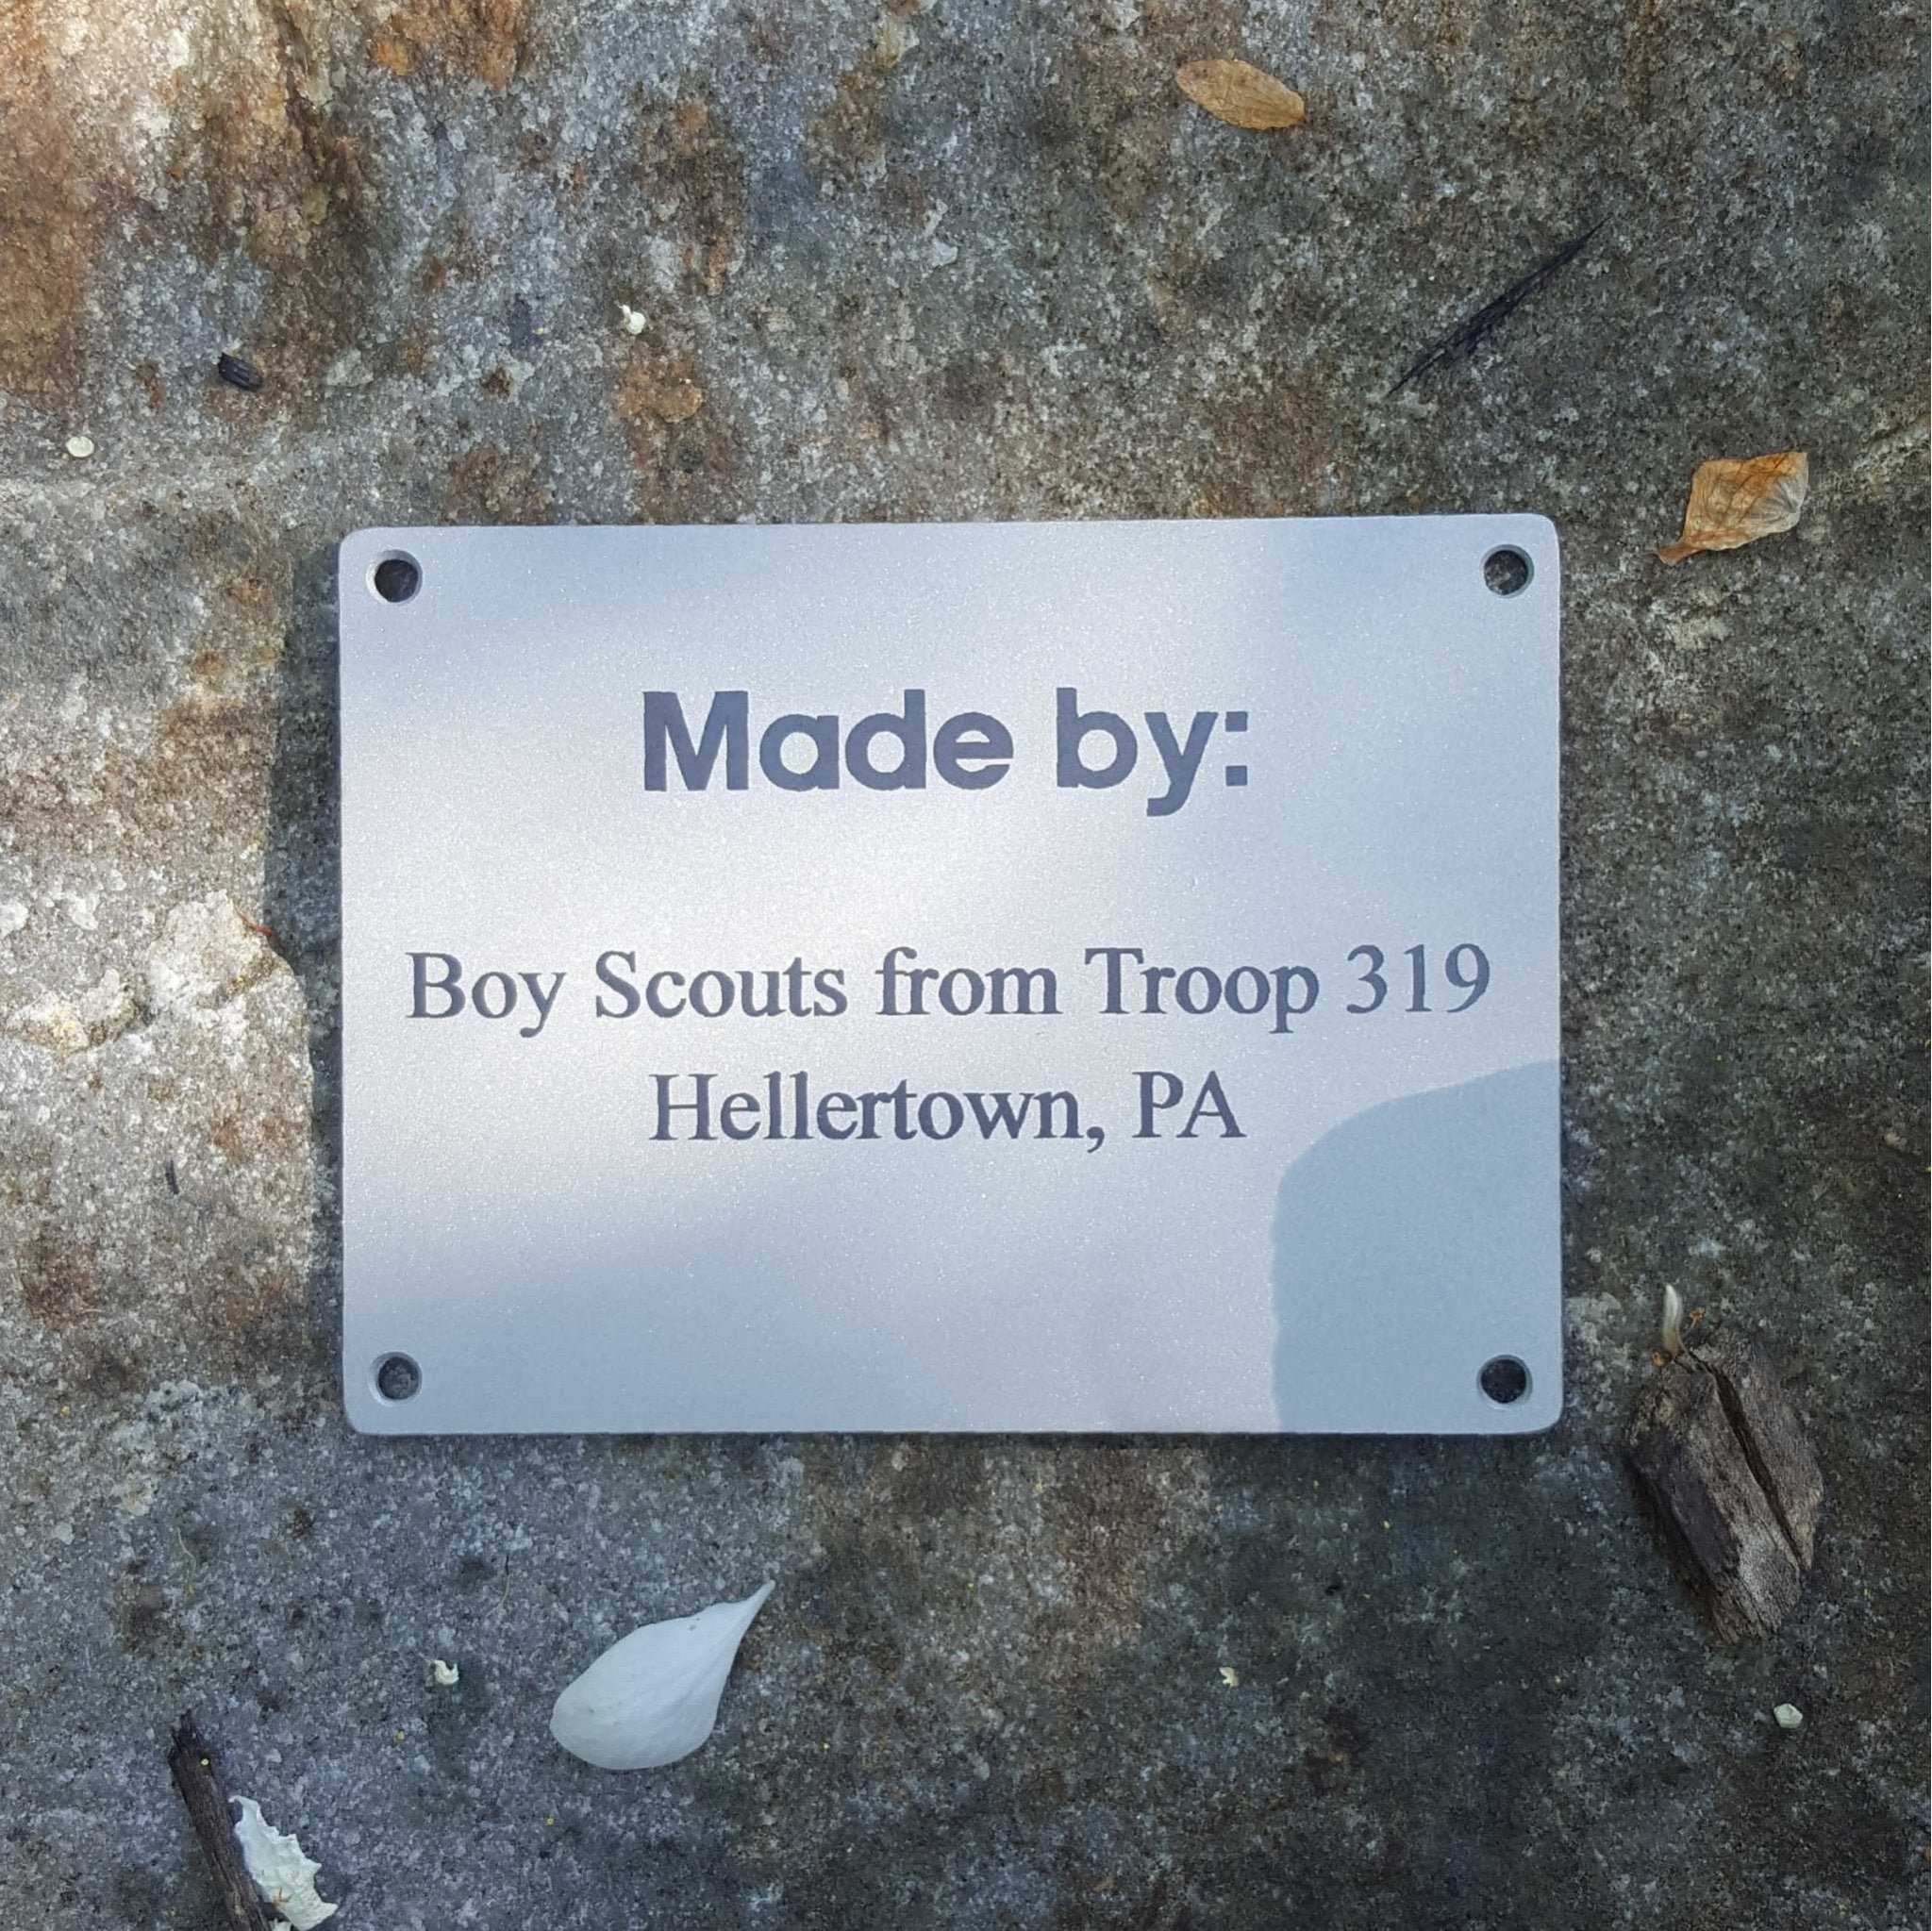 Made by:
Boy Scouts from Troop 319
Hellertown, PA